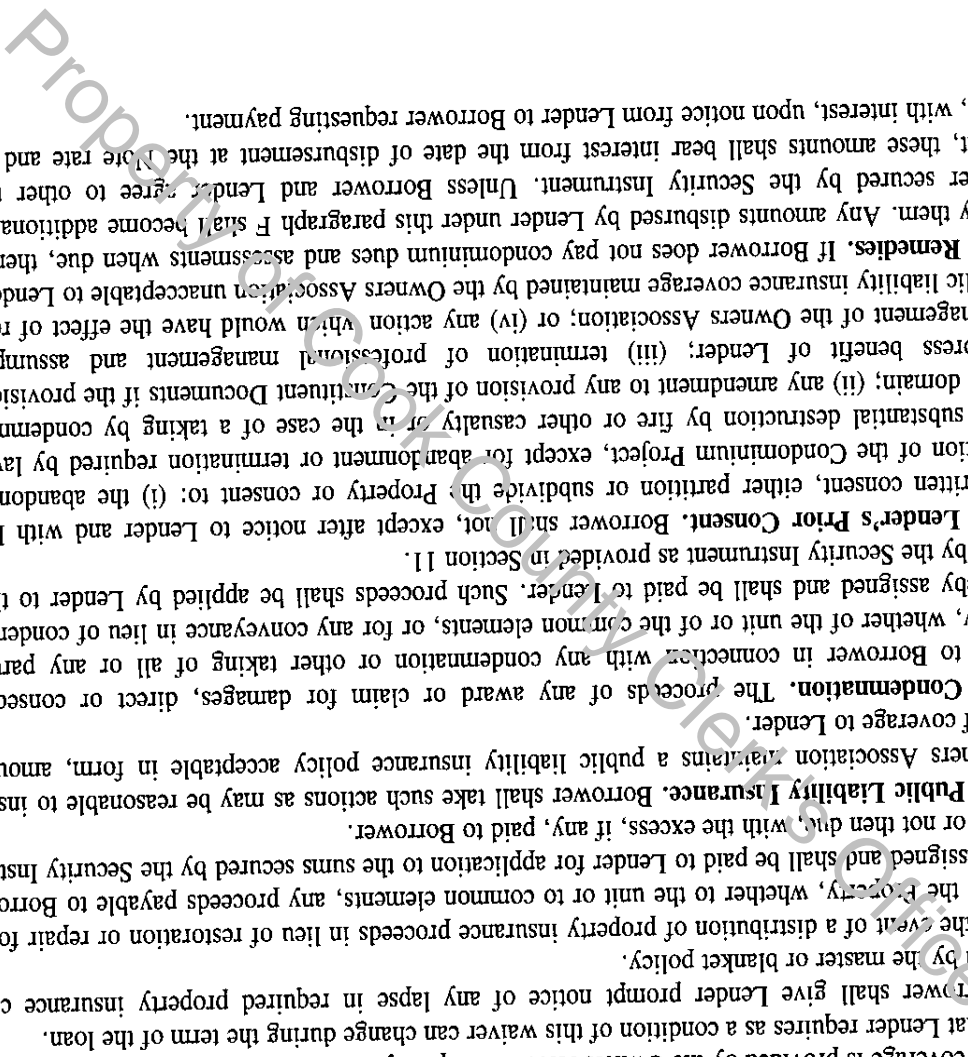 coverage is provided by the
at Lender requires as a condition of this waiver can change during the term of the loan.
rower shall give Lender prompt notice of any lapse in required property insurance c
by the master or blanket policy.
he event of a distribution of property insurance proceeds in lieu of restoration or repair fo
the Property, whether to the unit or to common elements, any proceeds payable to Borro
ssigned and shall be paid to Lender for application to the sums secured by the Security Inst
or not then due, with the excess, if any, paid to Borrower.
Public Liability Insurance. Borrower shall take such actions as may be reasonable to ins
ners Association maintains a public liability insurance policy acceptable in form, amou
f coverage to Lender.
Condemnation. The proceeds of any award or claim for damages, direct or conseq
to Borrower in connection with any condemnation or other taking of all or any par
y, whether of the unit or of the common elements, or for any conveyance in lieu of conder
eby assigned and shall be paid to Lender. Such proceeds shall be applied by Lender to t
by the Security Instrument as provided in Section 11.
Lender's Prior Consent. Borrower shall not, except after notice to Lender and with l
ritten consent, either partition or subdivide the Property or consent to: (i) the abandon
tion of the Condominium Project, except for abandonment or termination required by lav
substantial destruction by fire or other casualty or in the case of a taking by condemn
domain; (ii) any amendment to any provision of the Constituent Documents if the provisi
press benefit of Lender; (iii) termination of professional management and assump
nagement of the Owners Association; or (iv) any action which would have the effect of r
lic liability insurance coverage maintained by the Owners Association unacceptable to Lende
Remedies. If Borrower does not pay condominium dues and assessments when due, then
y them. Any amounts disbursed by Lender under this paragraph F shall become additiona
er secured by the Security Instrument. Unless Borrower and Lender agree to other t
t, these amounts shall bear interest from the date of disbursement at the Note rate and
, with interest, upon notice from Lender to Borrower requesting payment.
Property of Cook County Clerk's Office